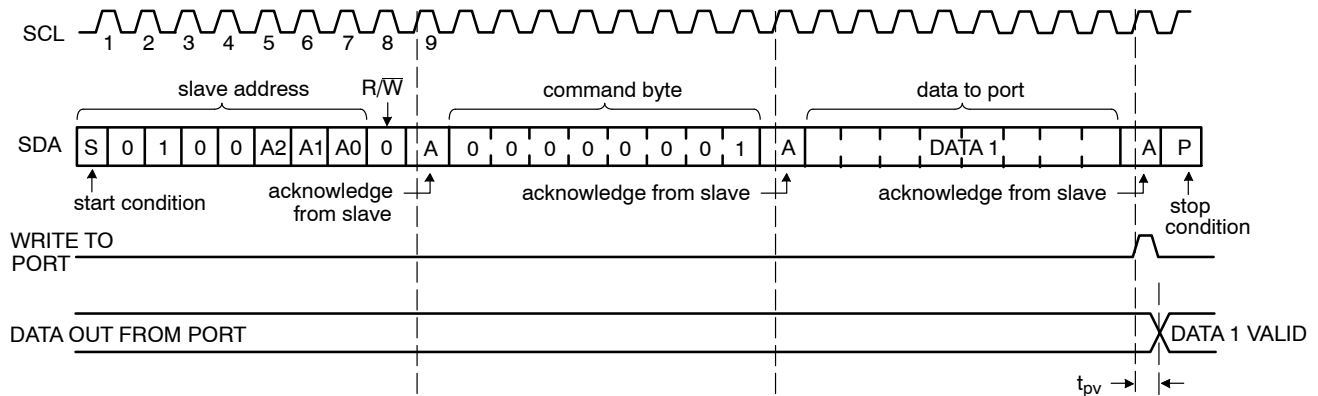 SCL
1 2 3 4 5 6 7 8 9
slave address R/W̅ command byte data to port
SDA S 0 1 0 0 A2 A1 A0 0 A 0 0 0 0 0 0 0 1 A DATA 1 A P
start condition
acknowledge
from slave
acknowledge from slave
acknowledge from slave
stop
condition
WRITE TO
PORT
DATA OUT FROM PORT
DATA 1 VALID
tpv